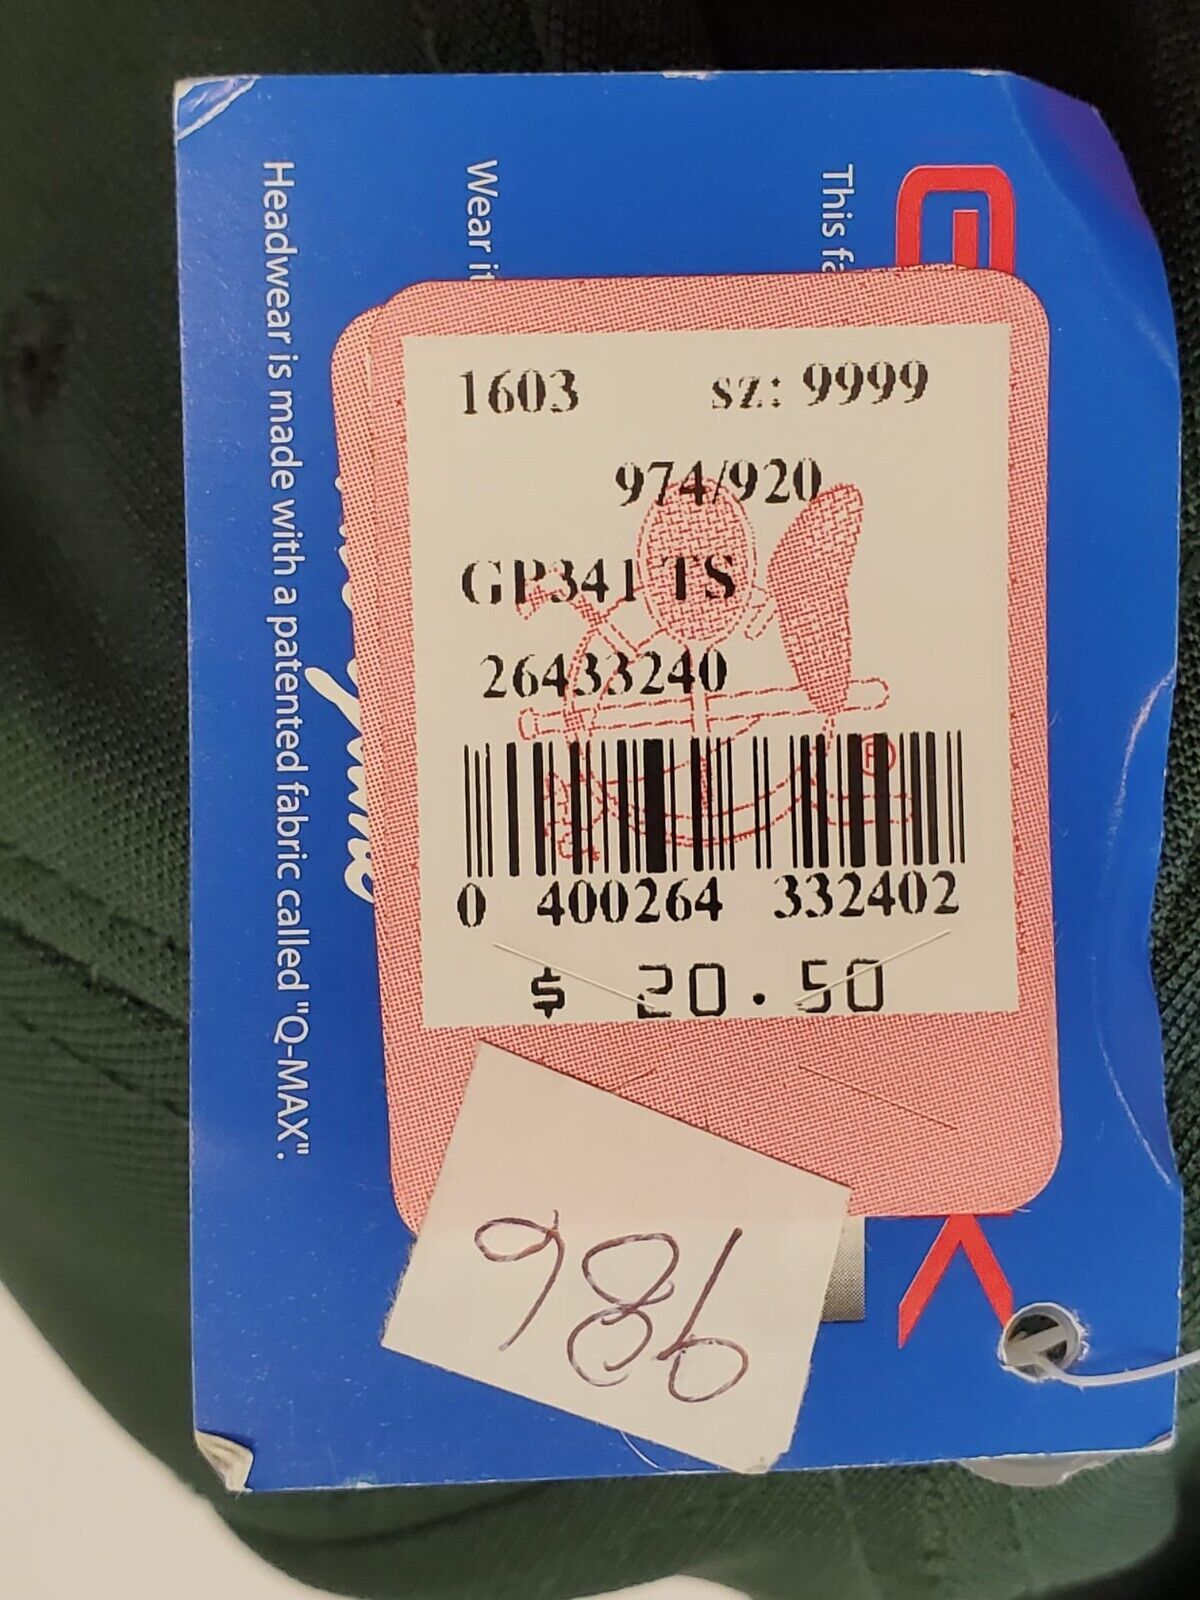 This
Wear it
Headwear is made with a patented fabric called "Q-MAX".
1603 sz: 9999
974/920
GP341 TS
26433240
®
0 400264 332402
$ 20.50
986